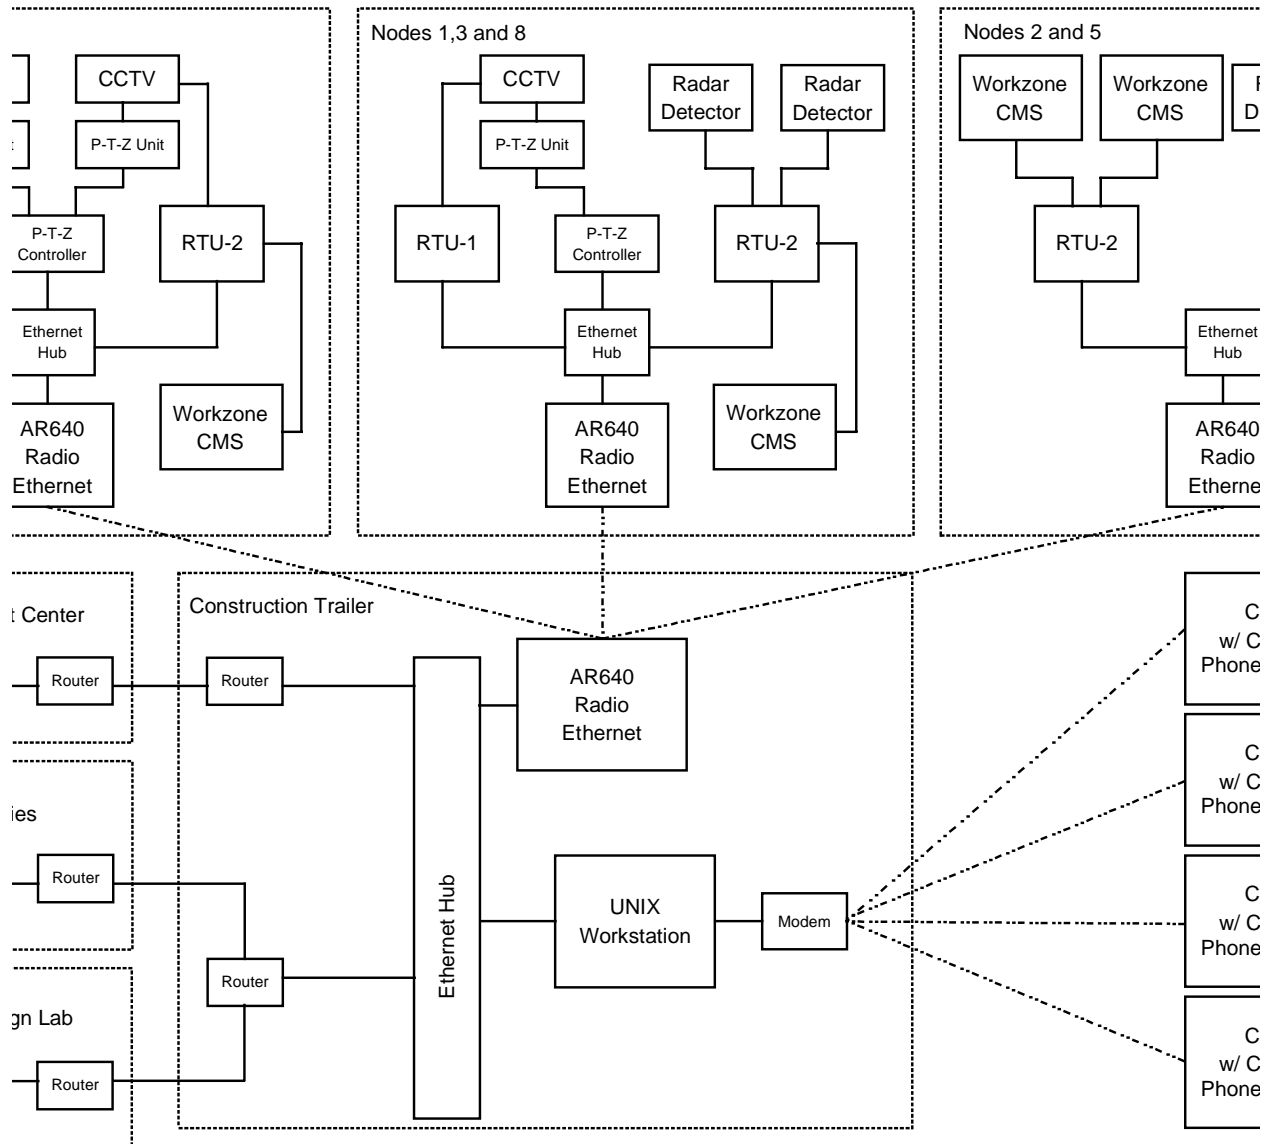 CCTV
P-T-Z Unit
P-T-Z
Controller
RTU-2
Ethernet
Hub
Workzone
CMS
AR640
Radio
Ethernet
Nodes 1,3 and 8
CCTV
P-T-Z Unit
Radar
Detector
Radar
Detector
RTU-1
P-T-Z
Controller
RTU-2
Ethernet
Hub
Workzone
CMS
AR640
Radio
Ethernet
Nodes 2 and 5
Workzone
CMS
Workzone
CMS
RTU-2
Ethernet
Hub
AR640
Radio
Construction Trailer
Center
Router
Router
AR640
Radio
Ethernet
Router
Ethernet Hub
UNIX
Workstation
Modem
Router
Lab
Router
w/ C
Phone
w/ C
Phone
w/ C
Phone
w/ C
Phone